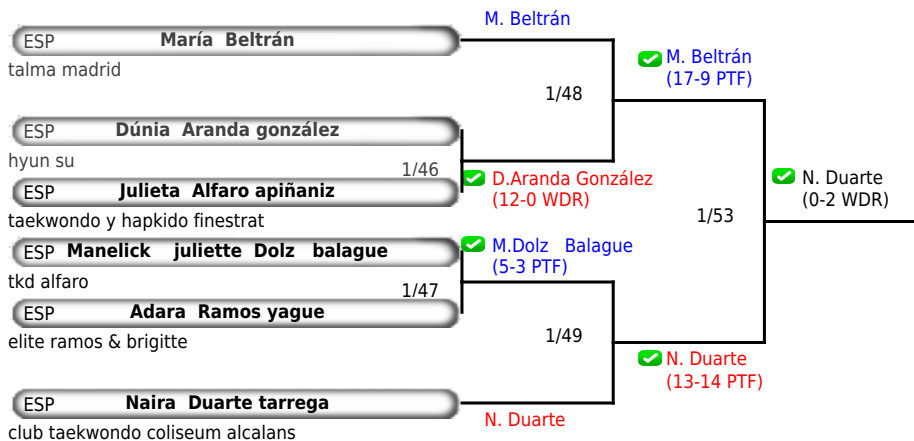 M. Beltrán
ESP María Beltrán
talma madrid
M. Beltrán
(17-9 PTF)
1/48
ESP Dúnia Aranda gonzález
hyun su
1/46
D.Aranda González
(12-0 WDR)
ESP Julieta Alfaro apiñaniz
taekwondo y hapkido finestrat
N. Duarte
(0-2 WDR)
1/53
ESP Manelick juliette Dolz balague
tkd alfaro
M.Dolz Balague
(5-3 PTF)
1/47
ESP Adara Ramos yague
elite ramos & brigitte
1/49
N. Duarte
(13-14 PTF)
ESP Naira Duarte tarrega
club taekwondo coliseum alcalans
N. Duarte